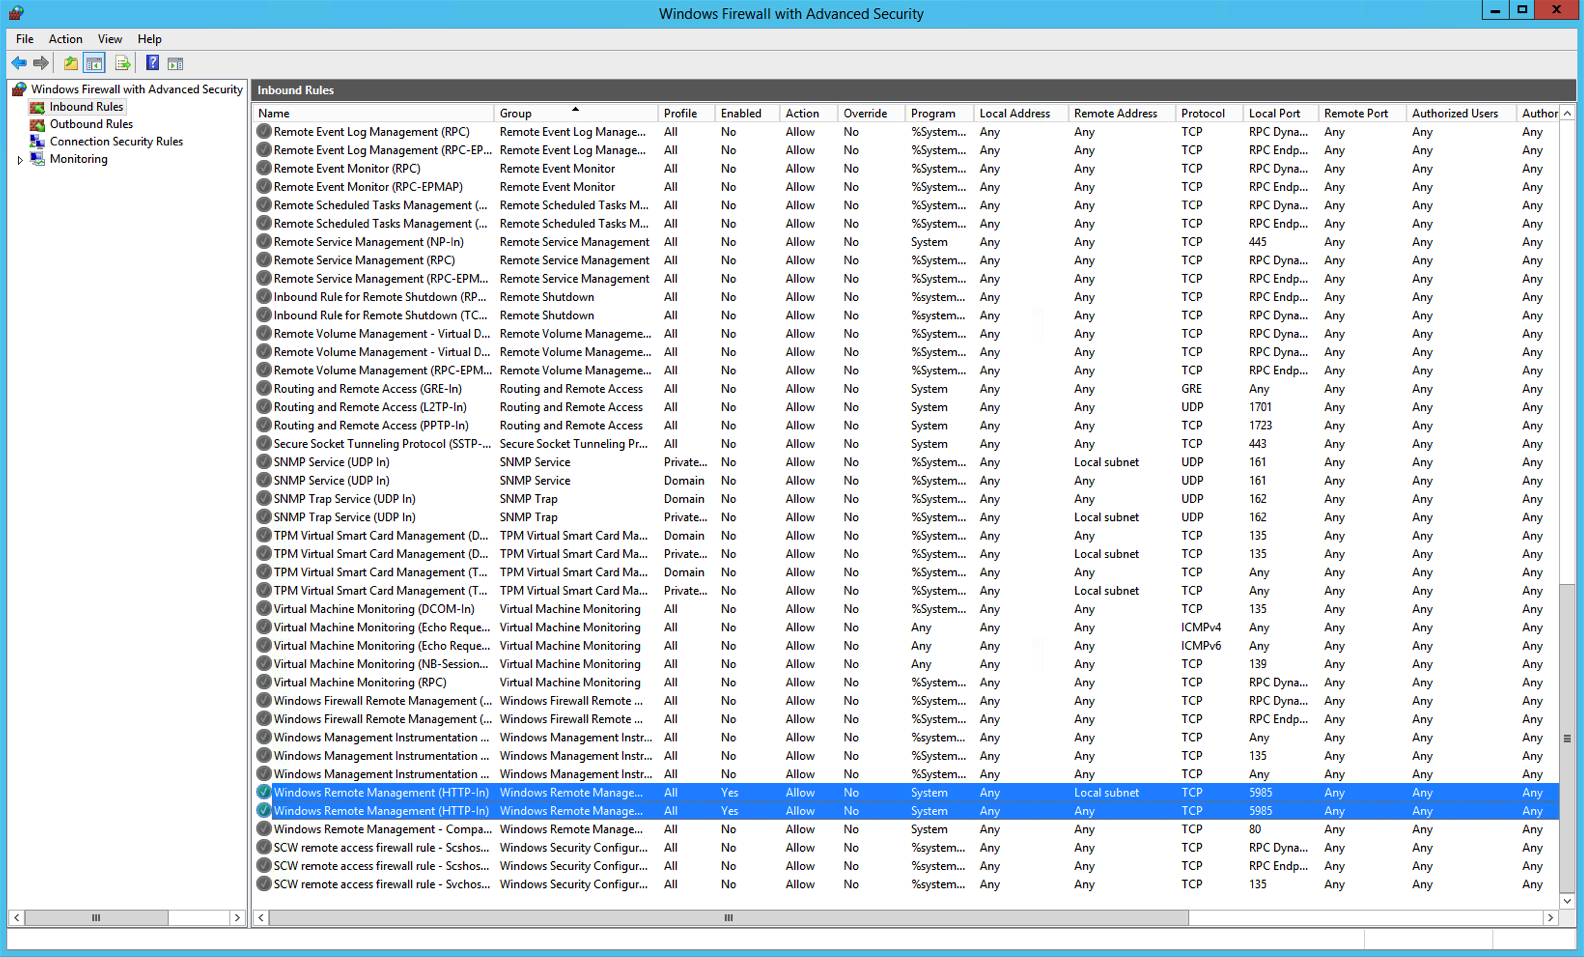 Windows Firewall with Advanced Security
File Action View Help
Windows Firewall with Advanced Security
Inbound Rules
Outbound Rules
Connection Security Rules
Monitoring
Inbound Rules
Name Group Profile Enabled Action Override Program Local Address Remote Address Protocol Local Port Remote Port Authorized Users Author
Remote Event Log Management (RPC) Remote Event Log Manage... All No Allow No %System... Any Any TCP RPC Dyna... Any Any Any
Remote Event Log Management (RPC-EP... Remote Event Log Manage... All No Allow No %System... Any Any TCP RPC Endp... Any Any Any
Remote Event Monitor (RPC) Remote Event Monitor All No Allow No %System... Any Any TCP RPC Dyna... Any Any Any
Remote Event Monitor (RPC-EPMAP) Remote Event Monitor All No Allow No %System... Any Any TCP RPC Endp... Any Any Any
Remote Scheduled Tasks Management (... Remote Scheduled Tasks M... All No Allow No %System... Any Any TCP RPC Dyna... Any Any Any
Remote Scheduled Tasks Management (... Remote Scheduled Tasks M... All No Allow No %System... Any Any TCP RPC Endp... Any Any Any
Remote Service Management (NP-In) Remote Service Management All No Allow No System Any Any TCP 445 Any Any Any
Remote Service Management (RPC) Remote Service Management All No Allow No %System... Any Any TCP RPC Dyna... Any Any Any
Remote Service Management (RPC-EPM... Remote Service Management All No Allow No %System... Any Any TCP RPC Endp... Any Any Any
Inbound Rule for Remote Shutdown (RP... Remote Shutdown All No Allow No %system... Any Any TCP RPC Endp... Any Any Any
Inbound Rule for Remote Shutdown (TC... Remote Shutdown All No Allow No %system... Any Any TCP RPC Dyna... Any Any Any
Remote Volume Management - Virtual D... Remote Volume Manageme... All No Allow No %System... Any Any TCP RPC Dyna... Any Any Any
Remote Volume Management - Virtual D... Remote Volume Manageme... All No Allow No %System... Any Any TCP RPC Dyna... Any Any Any
Remote Volume Management (RPC-EPM... Remote Volume Manageme... All No Allow No %System... Any Any TCP RPC Endp... Any Any Any
Routing and Remote Access (GRE-In) Routing and Remote Access All No Allow No System Any Any GRE Any Any Any Any
Routing and Remote Access (L2TP-In) Routing and Remote Access All No Allow No System Any Any UDP 1701 Any Any Any
Routing and Remote Access (PPTP-In) Routing and Remote Access All No Allow No System Any Any TCP 1723 Any Any Any
Secure Socket Tunneling Protocol (SSTP-... Secure Socket Tunneling Pr... All No Allow No System Any Any TCP 443 Any Any Any
SNMP Service (UDP In) SNMP Service Private... No Allow No %System... Any Local subnet UDP 161 Any Any Any
SNMP Service (UDP In) SNMP Service Domain No Allow No %System... Any Any UDP 161 Any Any Any
SNMP Trap Service (UDP In) SNMP Trap Domain No Allow No %System... Any Any UDP 162 Any Any Any
SNMP Trap Service (UDP In) SNMP Trap Private... No Allow No %System... Any Local subnet UDP 162 Any Any Any
TPM Virtual Smart Card Management (D... TPM Virtual Smart Card Ma... Domain No Allow No %System... Any Any TCP 135 Any Any Any
TPM Virtual Smart Card Management (D... TPM Virtual Smart Card Ma... Private... No Allow No %System... Any Local subnet TCP 135 Any Any Any
TPM Virtual Smart Card Management (T... TPM Virtual Smart Card Ma... Domain No Allow No %System... Any Any TCP Any Any Any Any
TPM Virtual Smart Card Management (T... TPM Virtual Smart Card Ma... Private... No Allow No %System... Any Local subnet TCP Any Any Any Any
Virtual Machine Monitoring (DCOM-In) Virtual Machine Monitoring All No Allow No %System... Any Any TCP 135 Any Any Any
Virtual Machine Monitoring (Echo Reque... Virtual Machine Monitoring All No Allow No Any Any Any ICMPv4 Any Any Any Any
Virtual Machine Monitoring (Echo Reque... Virtual Machine Monitoring All No Allow No Any Any Any ICMPv6 Any Any Any Any
Virtual Machine Monitoring (NB-Session... Virtual Machine Monitoring All No Allow No Any Any Any TCP 139 Any Any Any
Virtual Machine Monitoring (RPC) Virtual Machine Monitoring All No Allow No %System... Any Any TCP RPC Dyna... Any Any Any
Windows Firewall Remote Management (... Windows Firewall Remote ... All No Allow No %System... Any Any TCP RPC Dyna... Any Any Any
Windows Firewall Remote Management (... Windows Firewall Remote ... All No Allow No %System... Any Any TCP RPC Endp... Any Any Any
Windows Management Instrumentation ... Windows Management Instr... All No Allow No %system... Any Any TCP Any Any Any Any
Windows Management Instrumentation ... Windows Management Instr... All No Allow No %System... Any Any TCP 135 Any Any Any
Windows Management Instrumentation ... Windows Management Instr... All No Allow No %System... Any Any TCP Any Any Any Any
Windows Remote Management (HTTP-In) Windows Remote Manage... All Yes Allow No System Any Local subnet TCP 5985 Any Any Any
Windows Remote Management (HTTP-In) Windows Remote Manage... All Yes Allow No System Any Any TCP 5985 Any Any Any
Windows Remote Management - Compa... Windows Remote Manage... All No Allow No System Any Any TCP 80 Any Any Any
SCW remote access firewall rule - Scshos... Windows Security Configur... All No Allow No %system... Any Any TCP RPC Dyna... Any Any Any
SCW remote access firewall rule - Scshos... Windows Security Configur... All No Allow No %system... Any Any TCP RPC Endp... Any Any Any
SCW remote access firewall rule - Svchos... Windows Security Configur... All No Allow No %system... Any Any TCP 135 Any Any Any